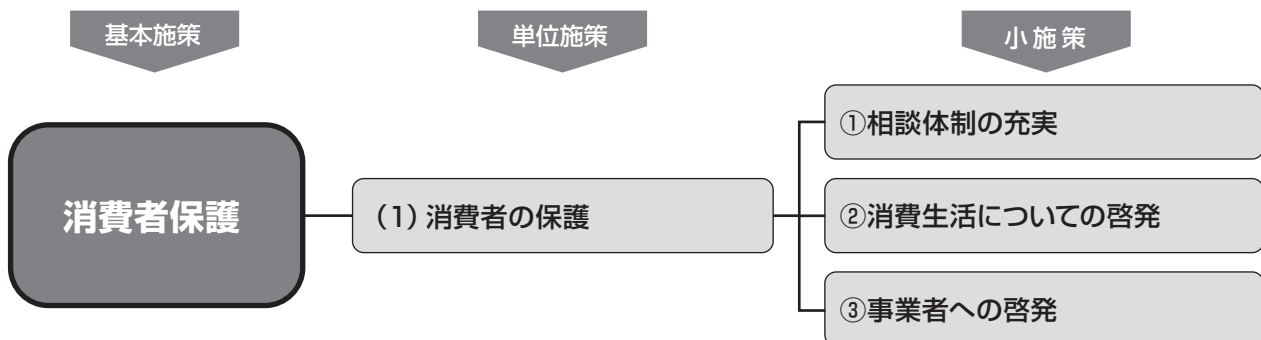 基本施策
単位施策
小施策
消費者保護
(1)消費者の保護
①相談体制の充実
②消費生活についての啓発
③事業者への啓発